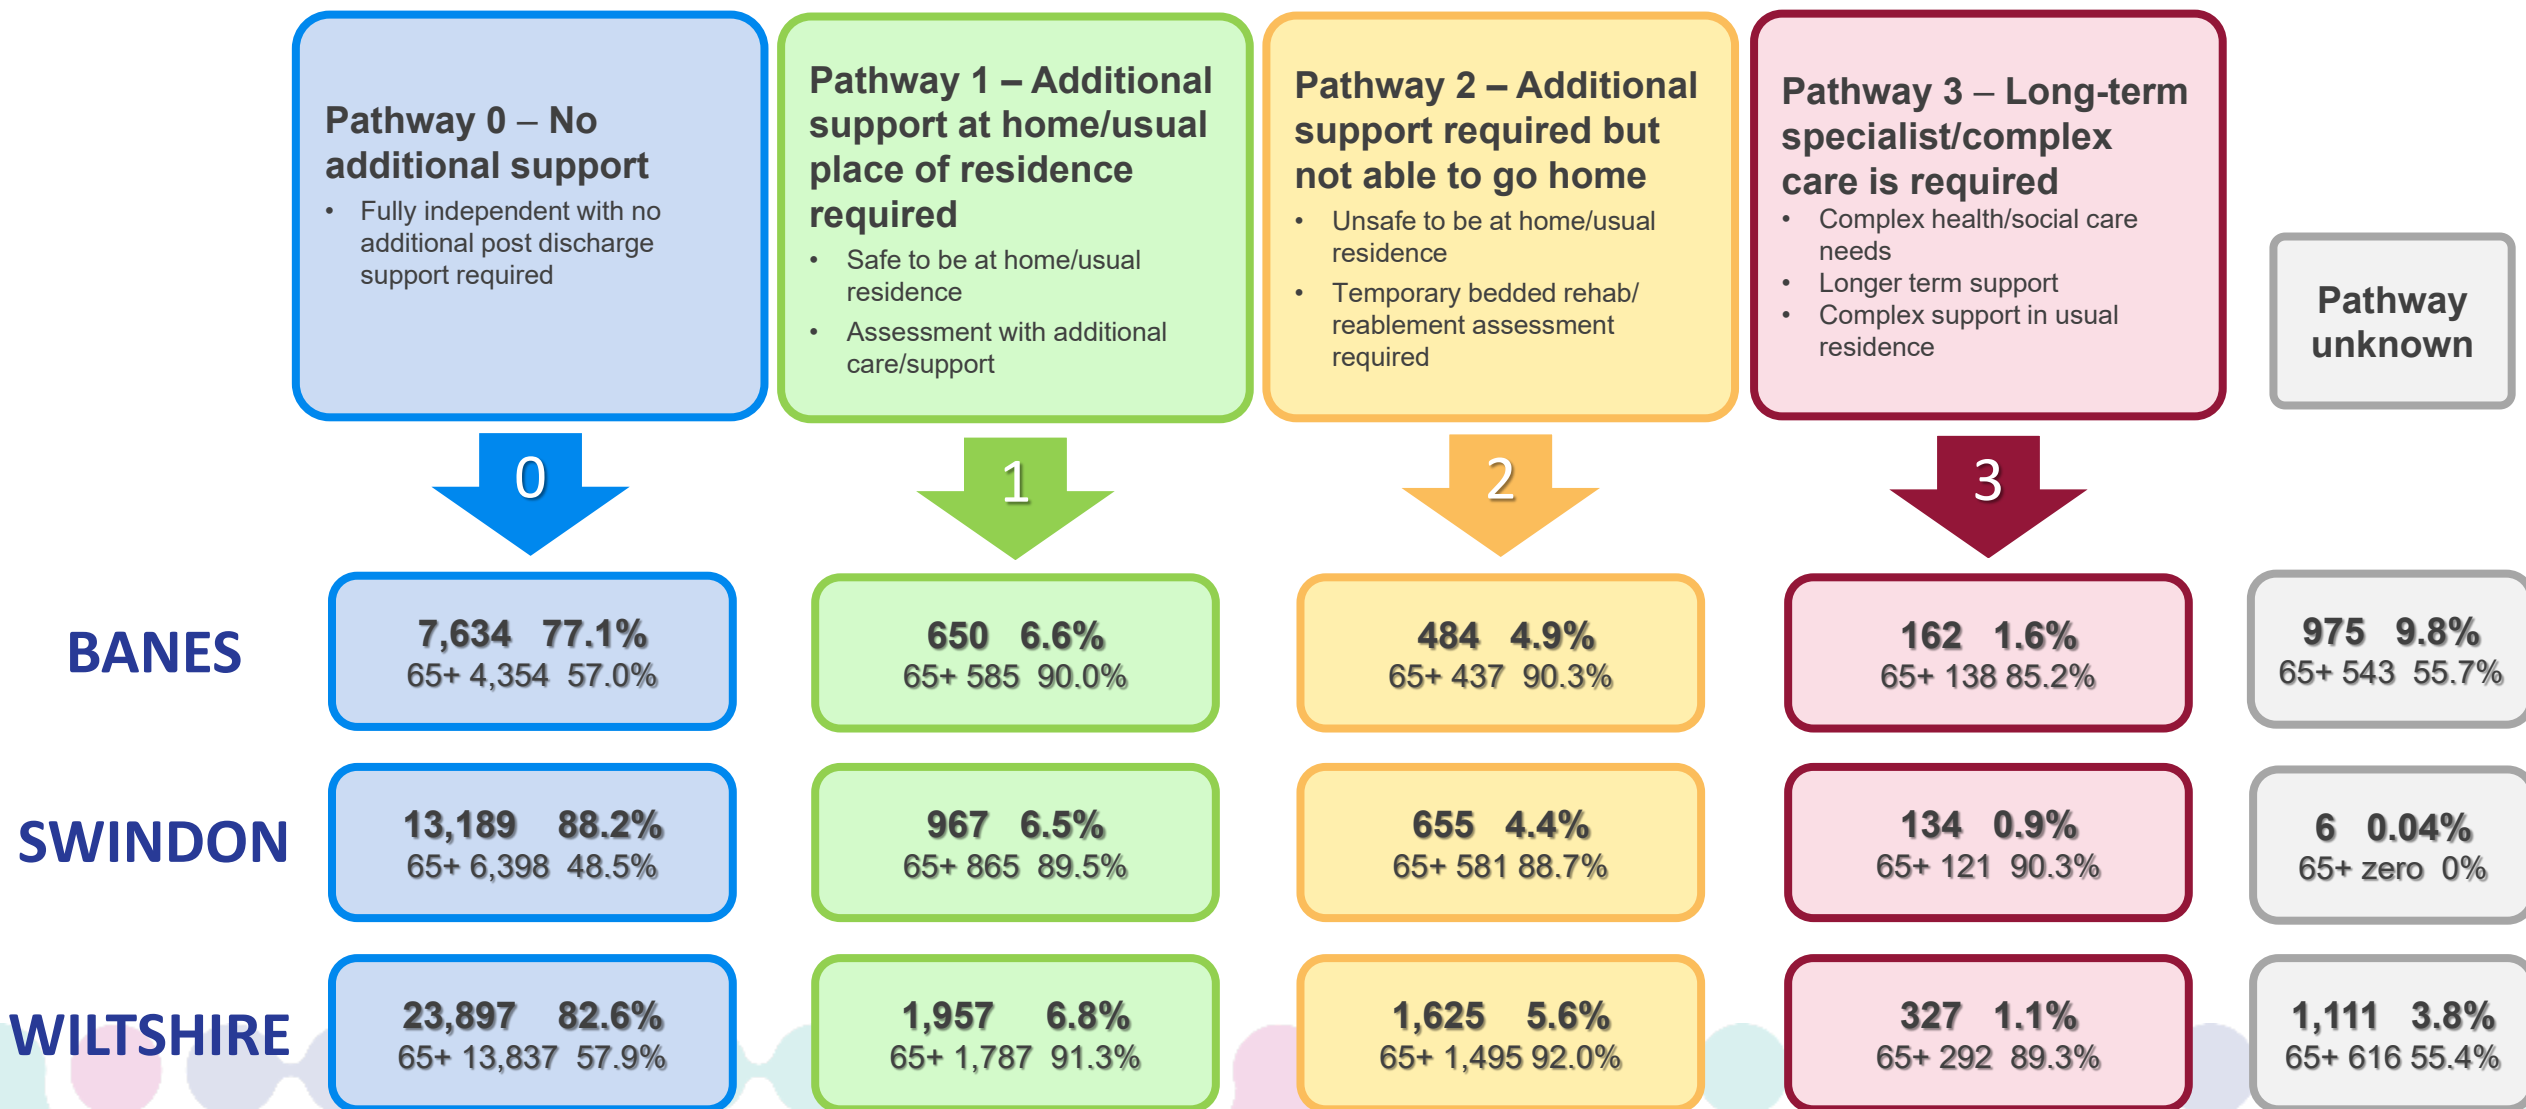 Pathway 0 – No
additional support
• Fully independent with no
additional post discharge
support required
Pathway 1 – Additional
support at home/usual
place of residence
required
• Safe to be at home/usual
residence
• Assessment with additional
care/support
Pathway 2 – Additional
support required but
not able to go home
• Unsafe to be at home/usual
residence
• Temporary bedded rehab/
reablement assessment
required
Pathway 3 – Long-term
specialist/complex
care is required
• Complex health/social care
needs
• Longer term support
• Complex support in usual
residence
Pathway
unknown
0
1
2
3
BANES
7,634 77.1%
65+ 4,354 57.0%
650 6.6%
65+ 585 90.0%
484 4.9%
65+ 437 90.3%
162 1.6%
65+ 138 85.2%
975 9.8%
65+ 543 55.7%
SWINDON
13,189 88.2%
65+ 6,398 48.5%
967 6.5%
65+ 865 89.5%
655 4.4%
65+ 581 88.7%
134 0.9%
65+ 121 90.3%
6 0.04%
65+ zero 0%
WILTSHIRE
23,897 82.6%
65+ 13,837 57.9%
1,957 6.8%
65+ 1,787 91.3%
1,625 5.6%
65+ 1,495 92.0%
327 1.1%
65+ 292 89.3%
1,111 3.8%
65+ 616 55.4%